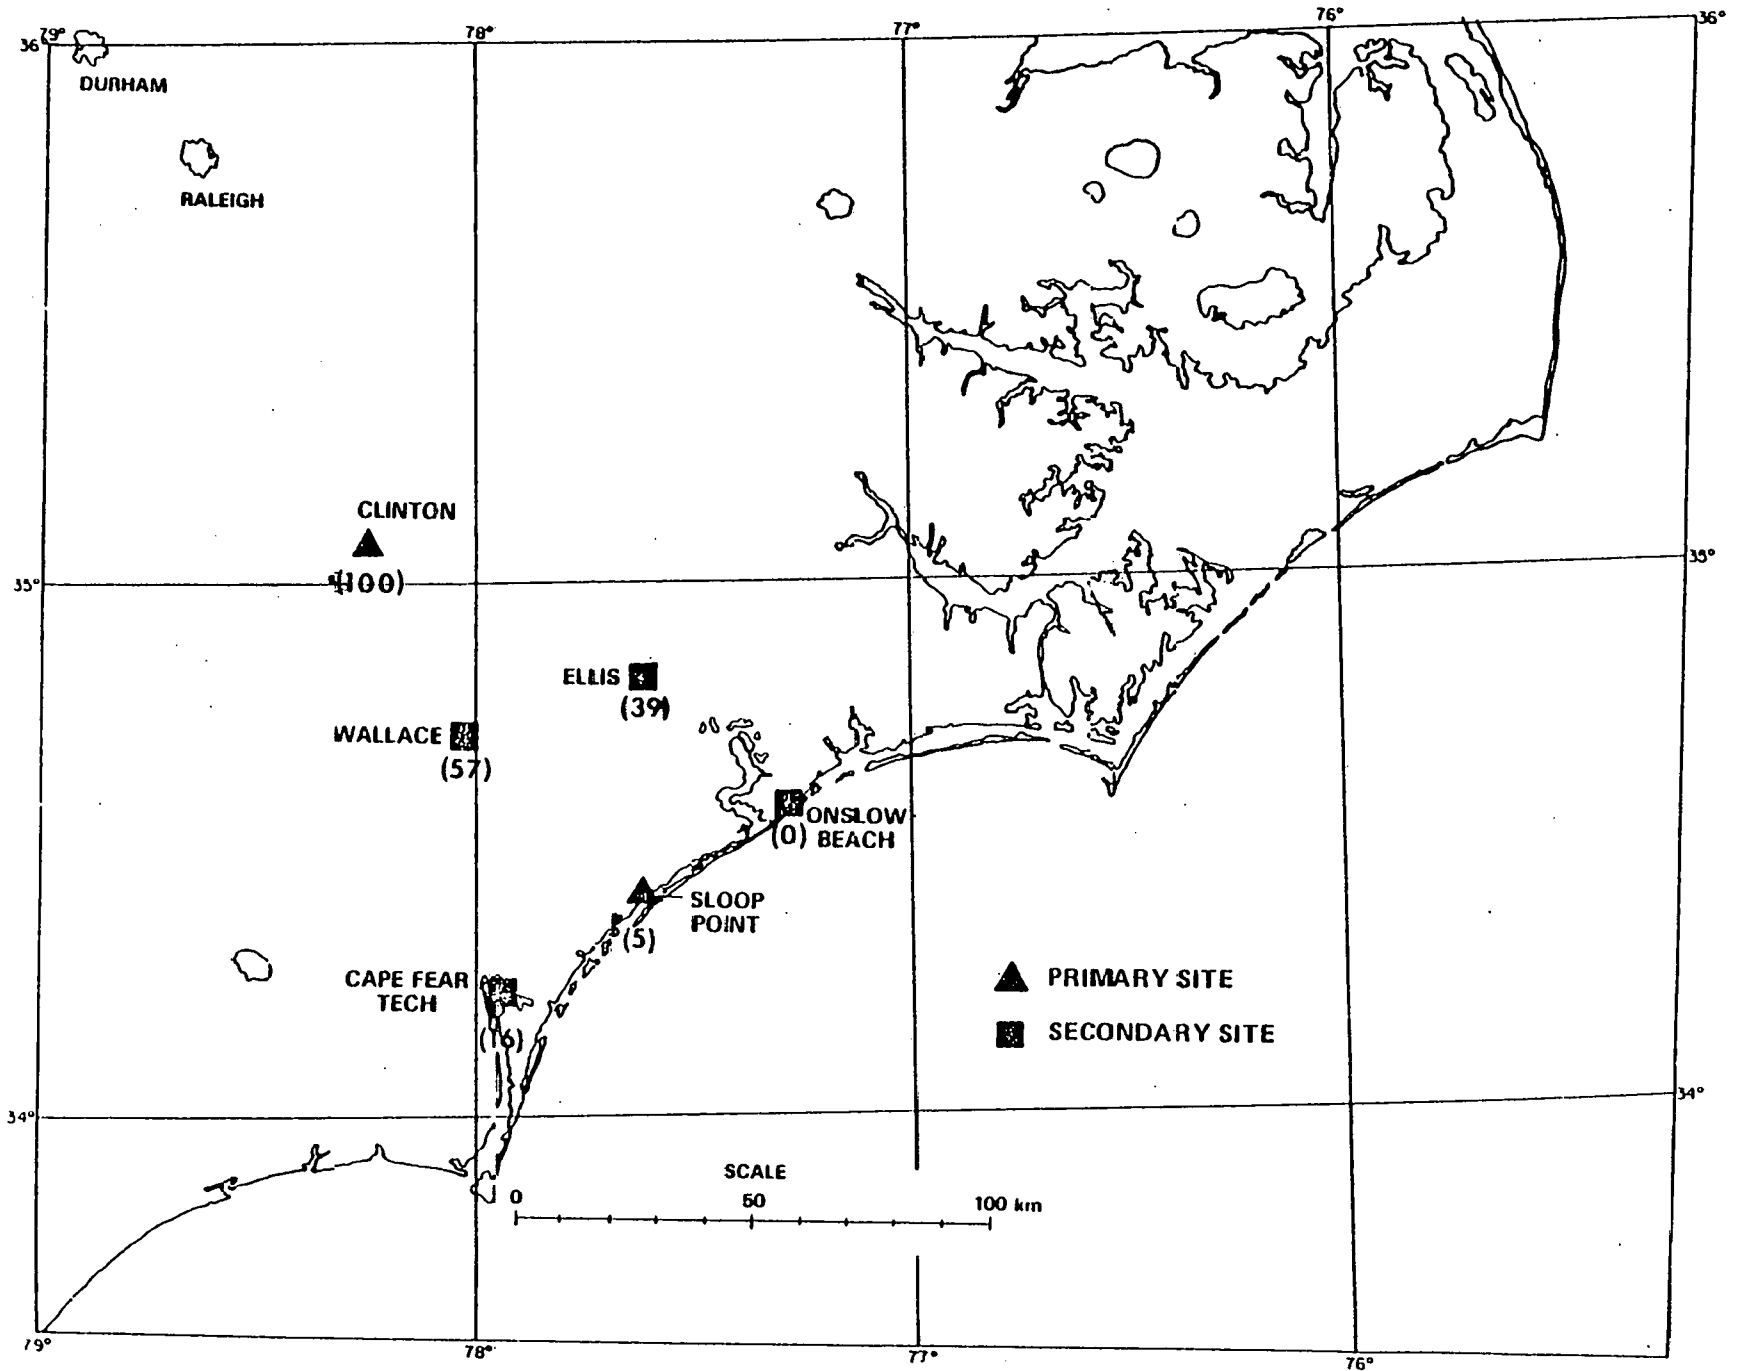 79° 78° 77° 76° 36°
36°
DURHAM
RALEIGH
CLINTON
(100)
35° 35°
ELLIS
(39)
WALLACE
(57)
ONSLOW
(0) BEACH
SLOOP
POINT
(5)
CAPE FEAR
TECH
(16)
PRIMARY SITE
SECONDARY SITE
34° 34°
SCALE
0 50 100 km
79° 78° 77° 76°